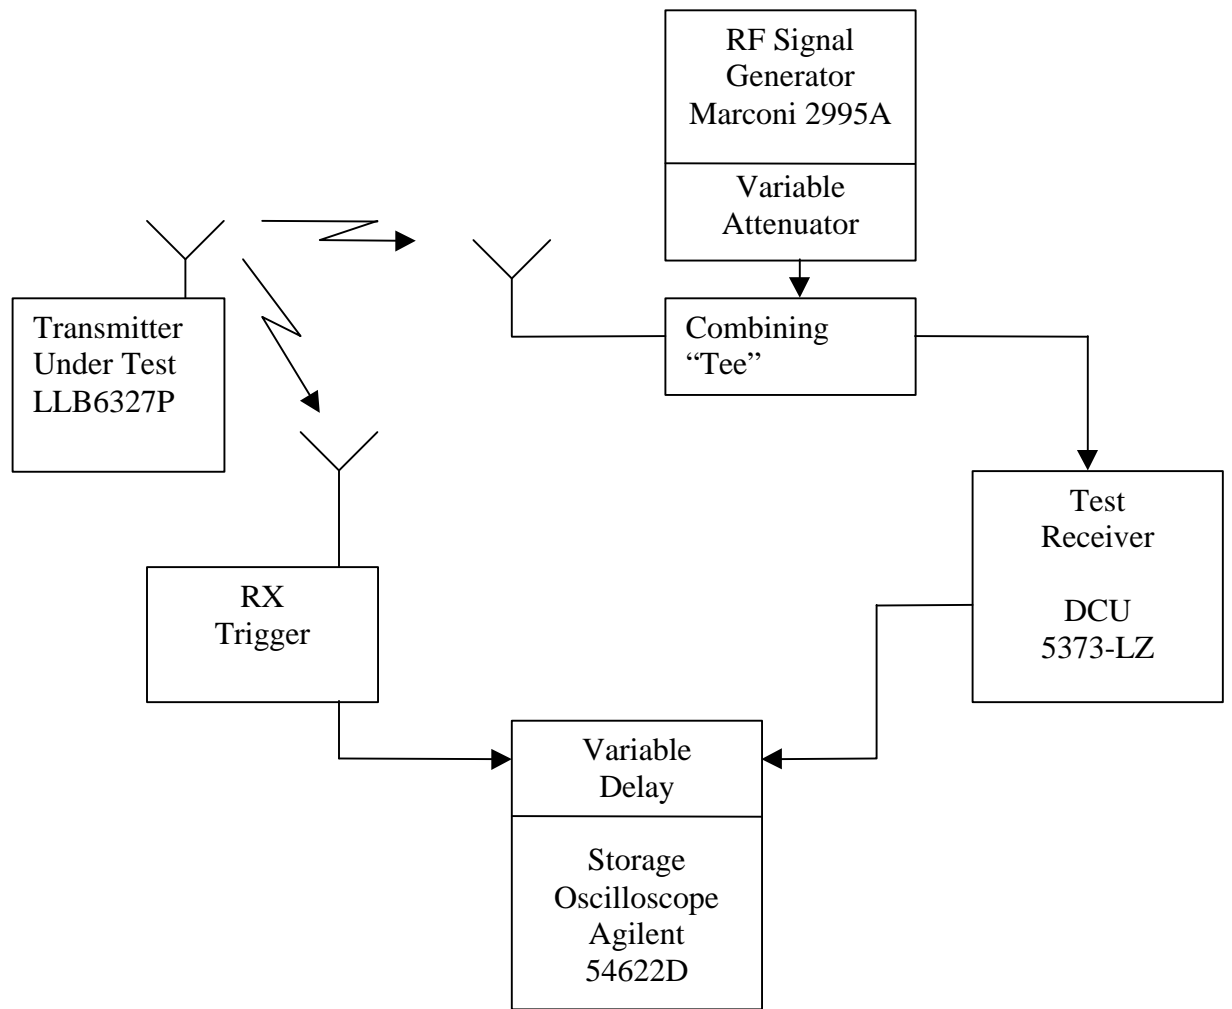 RF Signal
Generator
Marconi 2995A
Variable
Attenuator
Transmitter
Under Test
LLB6327P
Combining
“Tee”
Test
Receiver
DCU
5373-LZ
RX
Trigger
Variable
Delay
Storage
Oscilloscope
Agilent
54622D